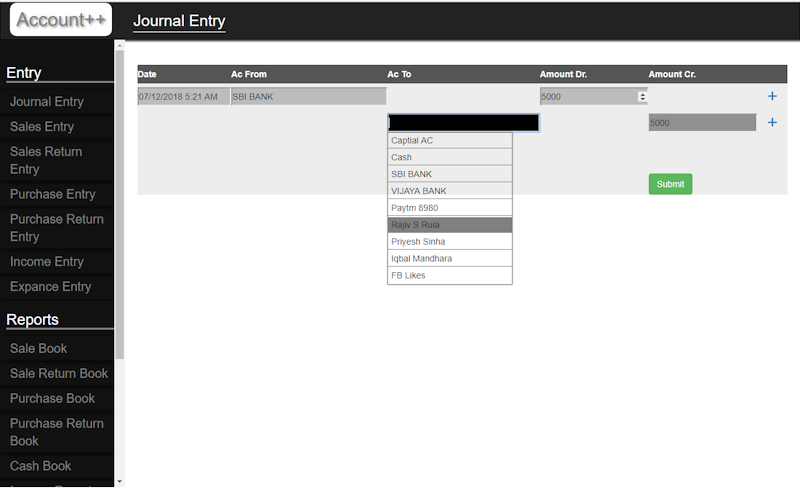 Account++
Journal Entry
Entry
Journal Entry
Sales Entry
Sales Return
Entry
Purchase Entry
Purchase Return
Entry
Income Entry
Expance Entry
Reports
Sale Book
Sale Return Book
Purchase Book
Purchase Return
Book
Cash Book
Date Ac From Ac To Amount Dr. Amount Cr.
07/12/2018 5:21 AM SBI BANK 5000 +
5000 +
Captial AC
Cash
SBI BANK
VIJAYA BANK
Paytm 8980
Rajiv S Ruia
Priyesh Sinha
Iqbal Mandhara
FB Likes
Submit